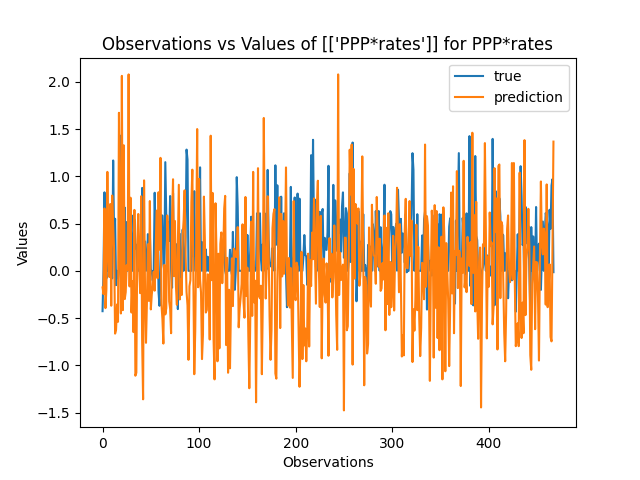 Observations vs Values of [['PPP*rates']] for PPP*rates
true
prediction
2.0
1.5
1.0
0.5
0.0
−0.5
−1.0
−1.5
Values
0 100 200 300 400
Observations